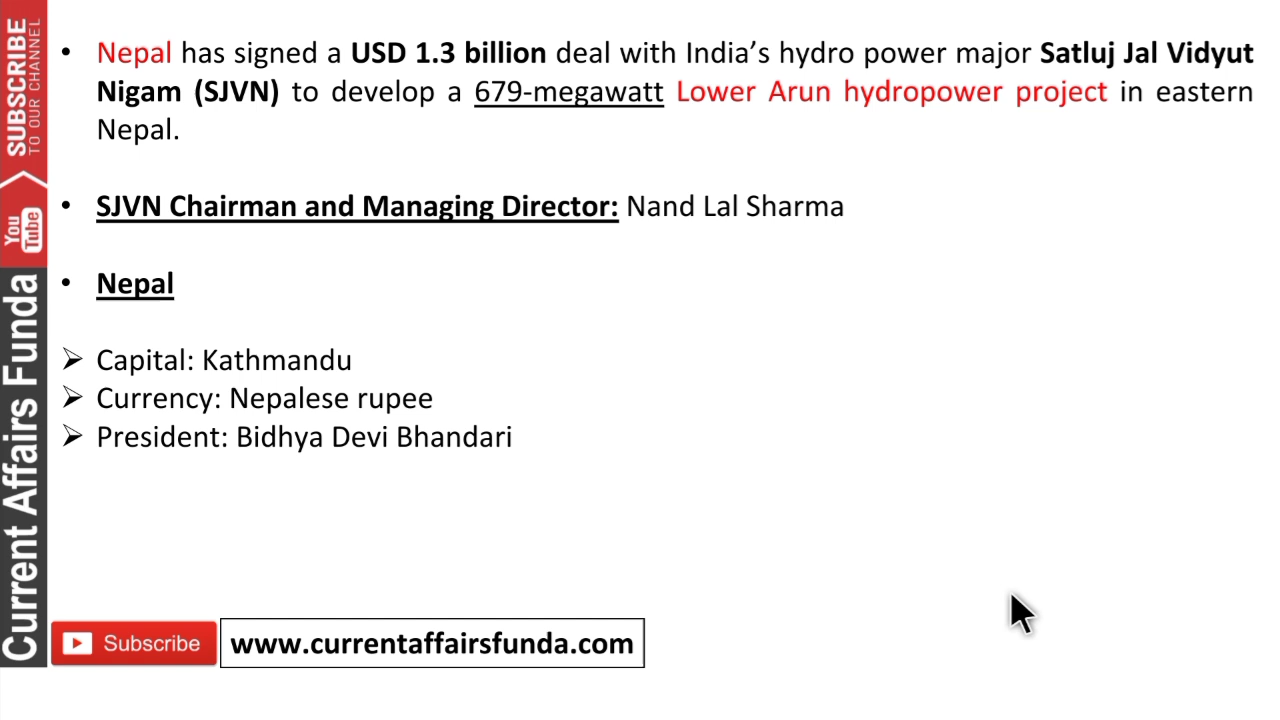 • Nepal has signed a USD 1.3 billion deal with India’s hydro power major Satluj Jal Vidyut
Nigam (SJVN) to develop a 679-megawatt Lower Arun hydropower project in eastern
Nepal.
• SJVN Chairman and Managing Director: Nand Lal Sharma
• Nepal
➢ Capital: Kathmandu
➢ Currency: Nepalese rupee
➢ President: Bidhya Devi Bhandari
SUBSCRIBE
TO OUR CHANNEL
You
Tube
Current Affairs Funda
Subscribe
www.currentaffairsfunda.com